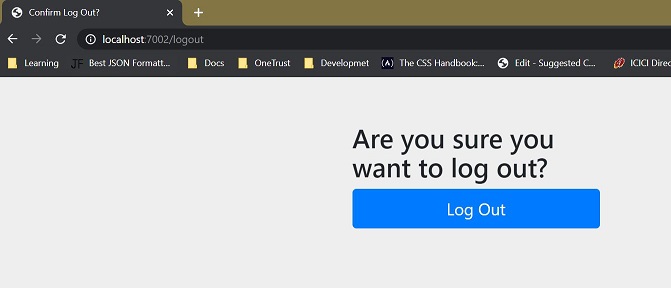 Confirm Log Out?
localhost:7002/logout
Learning JF Best JSON Formatt... Docs OneTrust Developmet (A) The CSS Handbook:... Edit - Suggested C... ICICI Direc
Are you sure you
want to log out?
Log Out